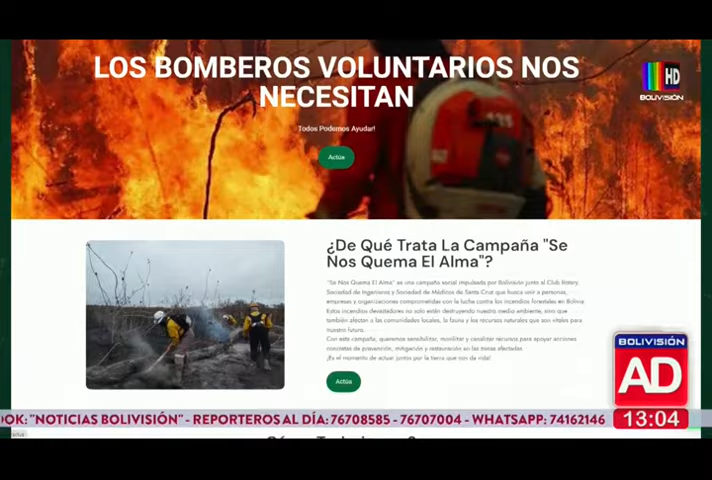 LOS BOMBEROS VOLUNTARIOS NOS
NECESITAN
Todos Podemos Ayudar!
Actúa
HD
BOLIVISIÓN
¿De Qué Trata La Campaña "Se
Nos Quema El Alma"?
"Se Nos Quema El Alma" es una campaña social impulsada por Bolivisión junto al Club Rotary,
Sociedad de Ingenieros y Sociedad de Médicos de Santa Cruz que busca unir a personas,
empresas y organizaciones comprometidas con la lucha contra los incendios forestales en Bolivia.
Estos incendios devastadores no solo están destruyendo nuestro medio ambiente, sino que
también afectan a las comunidades locales, la fauna y los recursos naturales que son vitales para
nuestro futuro.
Con esta campaña, queremos sensibilizar, movilizar y canalizar recursos para apoyar acciones
concretas de prevención, mitigación y restauración en las zonas afectadas.
¡Es el momento de actuar juntos por la tierra que nos da vida!
Actúa
BOLIVISIÓN
AD
13:04
OOK: "NOTICIAS BOLIVISIÓN" - REPORTEROS AL DÍA: 76708585 - 76707004 - WHATSAPP: 74162146